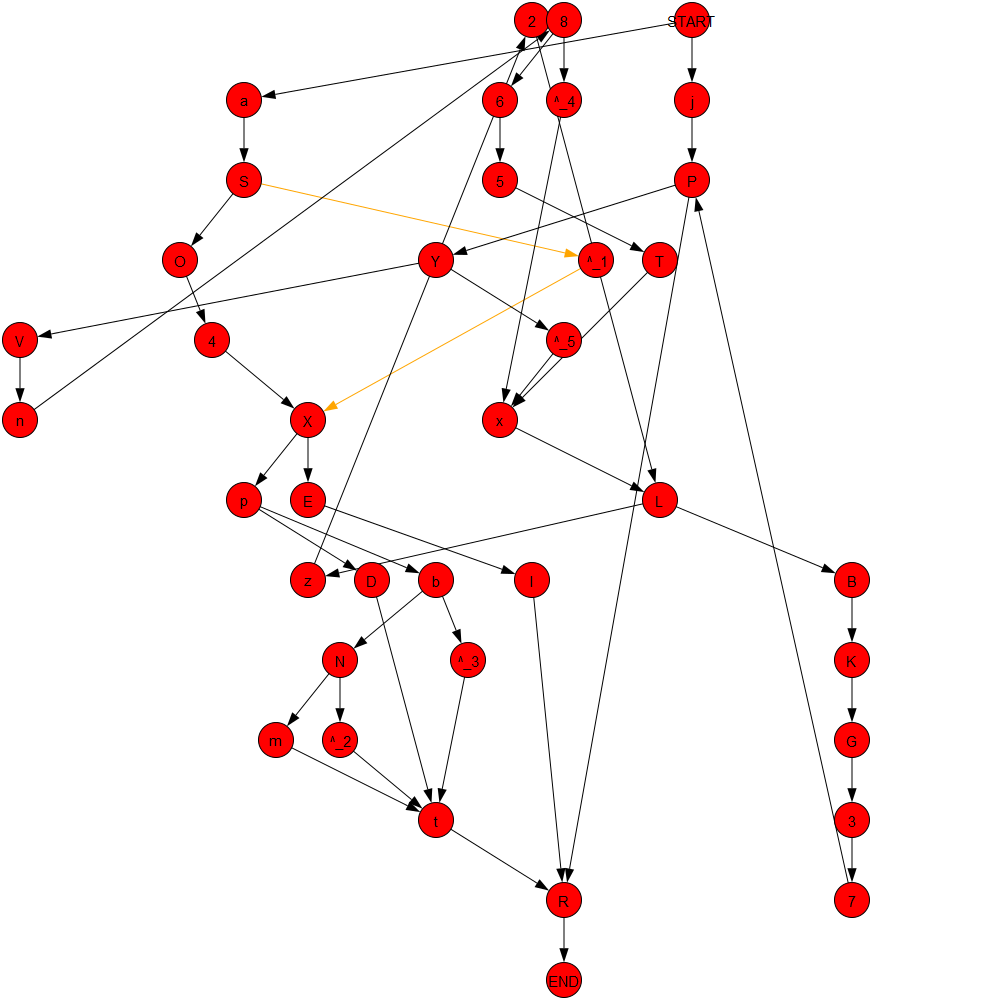 2 8 START
a 6 ^_4 j
S 5 P
O Y ^_1 T
V 4 ^_5
n X x
p E L
z D b I B
N ^_3 K
m ^_2 G
t 3
R 7
END